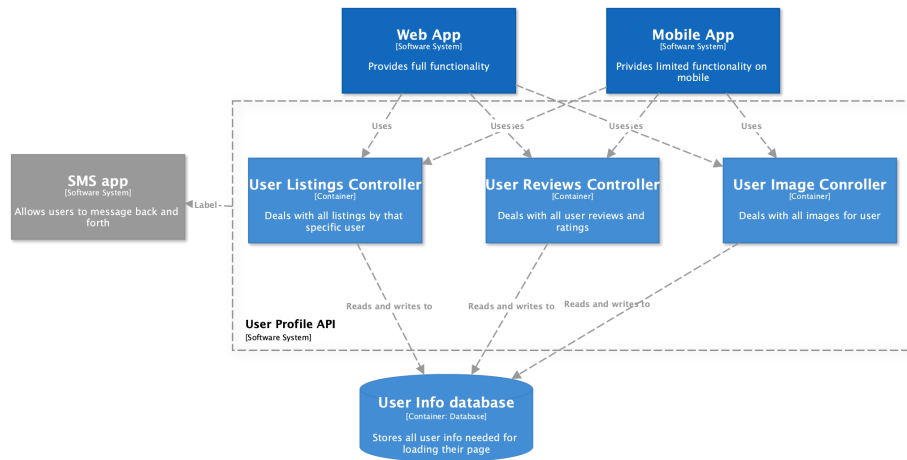 Web App
[Software System]
Provides full functionality
Mobile App
[Software System]
Privides limited functionality on
mobile
Uses
Uses
Uses
Uses
SMS app
[Software System]
Allows users to message back and
forth
Label
User Listings Controller
[Container]
Deals with all listings by that
specific user
User Reviews Controller
[Container]
Deals with all user reviews and
ratings
User Image Conroller
[Container]
Deals with all images for user
Reads and writes to
Reads and writes to
Reads and writes to
User Profile API
[Software System]
User Info database
[Container: Database]
Stores all user info needed for
loading their page